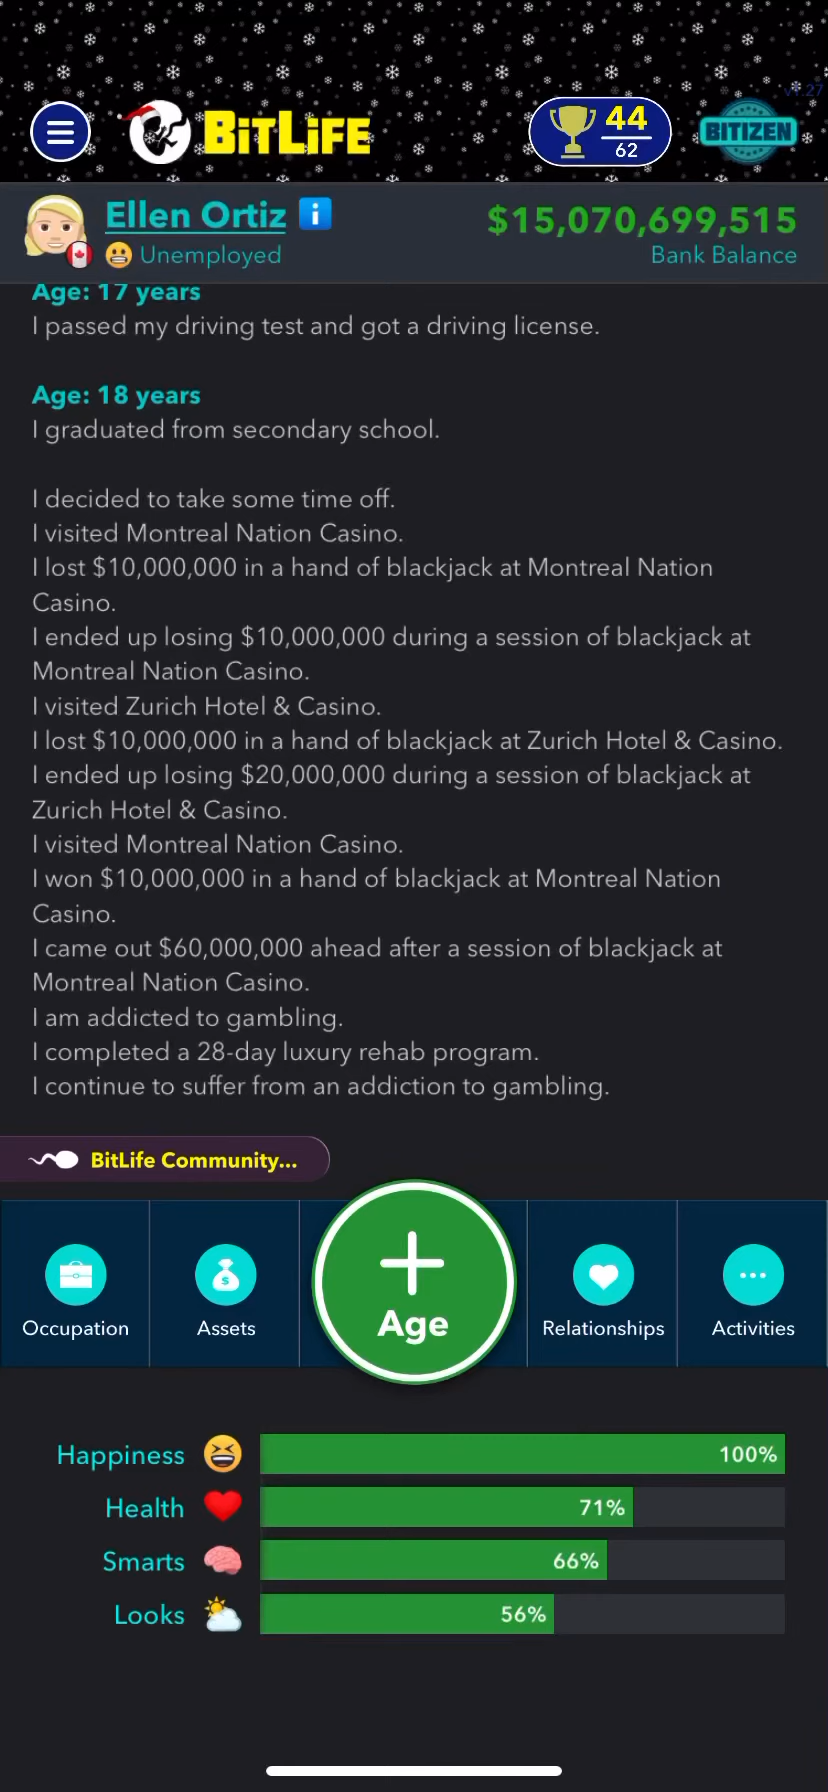 v1.27
BitLife
44
62
BITIZEN
Ellen Ortiz
$15,070,699,515
Unemployed
Bank Balance
Age: 17 years
I passed my driving test and got a driving license.
Age: 18 years
I graduated from secondary school.
I decided to take some time off.
I visited Montreal Nation Casino.
I lost $10,000,000 in a hand of blackjack at Montreal Nation
Casino.
I ended up losing $10,000,000 during a session of blackjack at
Montreal Nation Casino.
I visited Zurich Hotel & Casino.
I lost $10,000,000 in a hand of blackjack at Zurich Hotel & Casino.
I ended up losing $20,000,000 during a session of blackjack at
Zurich Hotel & Casino.
I visited Montreal Nation Casino.
I won $10,000,000 in a hand of blackjack at Montreal Nation
Casino.
I came out $60,000,000 ahead after a session of blackjack at
Montreal Nation Casino.
I am addicted to gambling.
I completed a 28-day luxury rehab program.
I continue to suffer from an addiction to gambling.
BitLife Community...
Occupation
Assets
Age
Relationships
Activities
Happiness 100%
Health 71%
Smarts 66%
Looks 56%